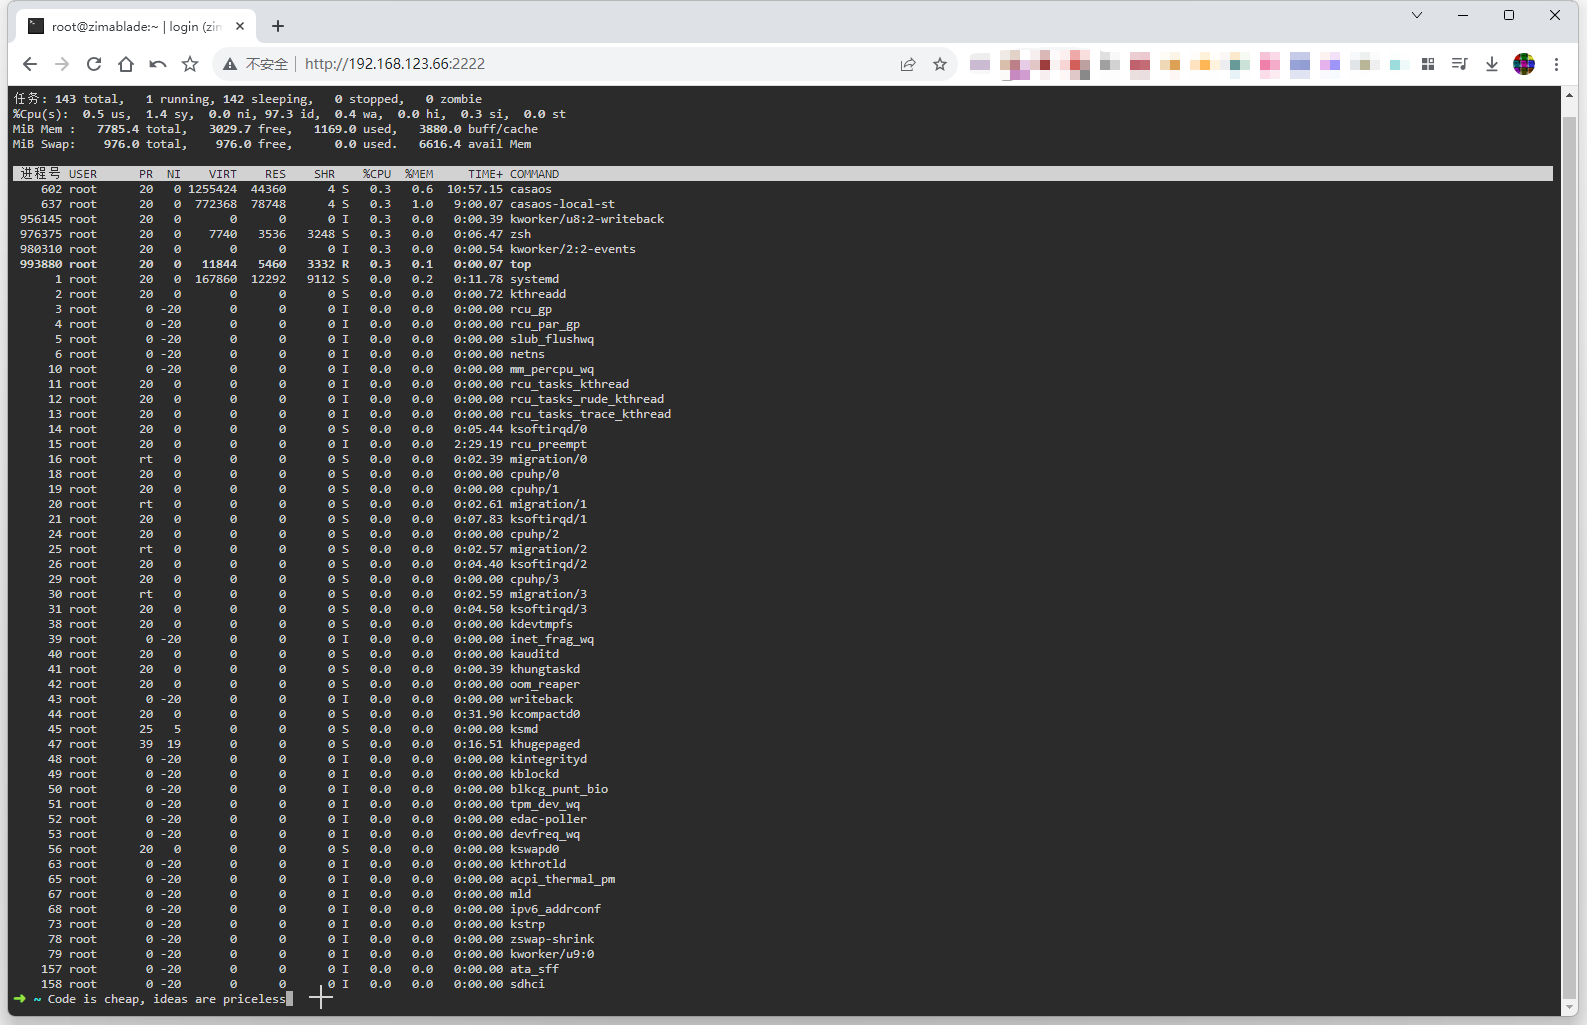 root@zimablade:~ | login (zim
不安全 | http://192.168.123.66:2222
任务: 143 total,   1 running, 142 sleeping,   0 stopped,   0 zombie
%Cpu(s):  0.5 us,  1.4 sy,  0.0 ni, 97.3 id,  0.4 wa,  0.0 hi,  0.3 si,  0.0 st
MiB Mem :   7785.4 total,   3029.7 free,   1169.0 used,   3880.0 buff/cache
MiB Swap:    976.0 total,    976.0 free,      0.0 used.   6616.4 avail Mem
进程号 USER      PR  NI    VIRT    RES    SHR    %CPU  %MEM     TIME+ COMMAND
602 root      20   0 1255424  44360      4 S   0.3   0.6  10:57.15 casaos
637 root      20   0  772368  78748      4 S   0.3   1.0   9:00.07 casaos-local-st
956145 root      20   0       0      0      0 I   0.3   0.0   0:00.39 kworker/u8:2-writeback
976375 root      20   0    7740   3536   3248 S   0.3   0.0   0:06.47 zsh
980310 root      20   0       0      0      0 I   0.3   0.0   0:00.54 kworker/2:2-events
993880 root      20   0   11844   5460   3332 R   0.3   0.1   0:00.07 top
1 root      20   0  167860  12292   9112 S   0.0   0.2   0:11.78 systemd
2 root      20   0       0      0      0 S   0.0   0.0   0:00.72 kthreadd
3 root       0 -20       0      0      0 I   0.0   0.0   0:00.00 rcu_gp
4 root       0 -20       0      0      0 I   0.0   0.0   0:00.00 rcu_par_gp
5 root       0 -20       0      0      0 I   0.0   0.0   0:00.00 slub_flushwq
6 root       0 -20       0      0      0 I   0.0   0.0   0:00.00 netns
10 root       0 -20       0      0      0 I   0.0   0.0   0:00.00 mm_percpu_wq
11 root      20   0       0      0      0 I   0.0   0.0   0:00.00 rcu_tasks_kthread
12 root      20   0       0      0      0 I   0.0   0.0   0:00.00 rcu_tasks_rude_kthread
13 root      20   0       0      0      0 I   0.0   0.0   0:00.00 rcu_tasks_trace_kthread
14 root      20   0       0      0      0 S   0.0   0.0   0:05.44 ksoftirqd/0
15 root      20   0       0      0      0 I   0.0   0.0   2:29.19 rcu_preempt
16 root      rt   0       0      0      0 S   0.0   0.0   0:02.39 migration/0
18 root      20   0       0      0      0 S   0.0   0.0   0:00.00 cpuhp/0
19 root      20   0       0      0      0 S   0.0   0.0   0:00.00 cpuhp/1
20 root      rt   0       0      0      0 S   0.0   0.0   0:02.61 migration/1
21 root      20   0       0      0      0 S   0.0   0.0   0:07.83 ksoftirqd/1
24 root      20   0       0      0      0 S   0.0   0.0   0:00.00 cpuhp/2
25 root      rt   0       0      0      0 S   0.0   0.0   0:02.57 migration/2
26 root      20   0       0      0      0 S   0.0   0.0   0:04.40 ksoftirqd/2
29 root      20   0       0      0      0 S   0.0   0.0   0:00.00 cpuhp/3
30 root      rt   0       0      0      0 S   0.0   0.0   0:02.59 migration/3
31 root      20   0       0      0      0 S   0.0   0.0   0:04.50 ksoftirqd/3
38 root      20   0       0      0      0 S   0.0   0.0   0:00.00 kdevtmpfs
39 root       0 -20       0      0      0 I   0.0   0.0   0:00.00 inet_frag_wq
40 root      20   0       0      0      0 S   0.0   0.0   0:00.00 kauditd
41 root      20   0       0      0      0 S   0.0   0.0   0:00.39 khungtaskd
42 root      20   0       0      0      0 S   0.0   0.0   0:00.00 oom_reaper
43 root       0 -20       0      0      0 I   0.0   0.0   0:00.00 writeback
44 root      20   0       0      0      0 S   0.0   0.0   0:31.90 kcompactd0
45 root      25   5       0      0      0 S   0.0   0.0   0:00.00 ksmd
47 root      39  19       0      0      0 S   0.0   0.0   0:16.51 khugepaged
48 root       0 -20       0      0      0 I   0.0   0.0   0:00.00 kintegrityd
49 root       0 -20       0      0      0 I   0.0   0.0   0:00.00 kblockd
50 root       0 -20       0      0      0 I   0.0   0.0   0:00.00 blkcg_punt_bio
51 root       0 -20       0      0      0 I   0.0   0.0   0:00.00 tpm_dev_wq
52 root       0 -20       0      0      0 I   0.0   0.0   0:00.00 edac-poller
53 root       0 -20       0      0      0 I   0.0   0.0   0:00.00 devfreq_wq
56 root      20   0       0      0      0 S   0.0   0.0   0:00.00 kswapd0
63 root       0 -20       0      0      0 I   0.0   0.0   0:00.00 kthrotld
65 root       0 -20       0      0      0 I   0.0   0.0   0:00.00 acpi_thermal_pm
67 root       0 -20       0      0      0 I   0.0   0.0   0:00.00 mld
68 root       0 -20       0      0      0 I   0.0   0.0   0:00.00 ipv6_addrconf
73 root       0 -20       0      0      0 I   0.0   0.0   0:00.00 kstrp
78 root       0 -20       0      0      0 I   0.0   0.0   0:00.00 zswap-shrink
79 root       0 -20       0      0      0 I   0.0   0.0   0:00.00 kworker/u9:0
157 root       0 -20       0      0      0 I   0.0   0.0   0:00.00 ata_sff
158 root       0 -20       0      0      0 I   0.0   0.0   0:00.00 sdhci
➜ ~ Code is cheap, ideas are priceless